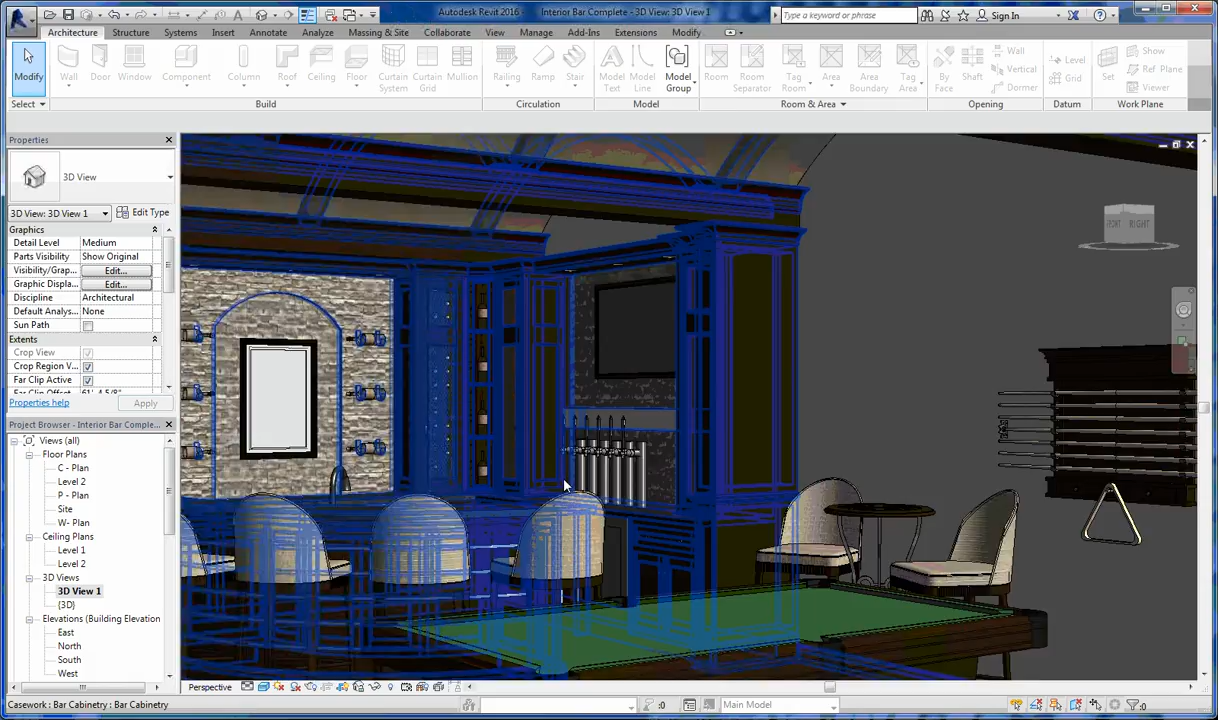 Autodesk Revit 2016 Interior Bar Complete - 3D View: 3D View 1
Type a keyword or phrase
Sign In
Architecture Structure Systems Insert Annotate Analyze Massing & Site Collaborate View Manage Add-Ins Extensions Modify
Modify Wall Door Window Component Column Roof Ceiling Floor Curtain System Curtain Grid Mullion Railing Ramp Stair Model Text Model Line Model Group Room Room Separator Tag Room Area Area Boundary Tag Area By Face Shaft Wall Vertical Dormer Level Grid Set Show Ref Plane Viewer
Select Build Circulation Model Room & Area Opening Datum Work Plane
Properties
3D View
3D View: 3D View 1 Edit Type
Graphics
Detail Level Medium
Parts Visibility Show Original
Visibility/Grap... Edit...
Graphic Displa... Edit...
Discipline Architectural
Default Analys... None
Sun Path
Extents
Crop View
Crop Region V...
Far Clip Active
Far Clip Offset 61' 4 5/8"
Properties help Apply
Project Browser - Interior Bar Comple...
Views (all)
Floor Plans
C - Plan
Level 2
P - Plan
Site
W- Plan
Ceiling Plans
Level 1
Level 2
3D Views
3D View 1
{3D}
Elevations (Building Elevation
East
North
South
West
FRONT RIGHT
Perspective
Casework : Bar Cabinetry : Bar Cabinetry
:0
Main Model
:0